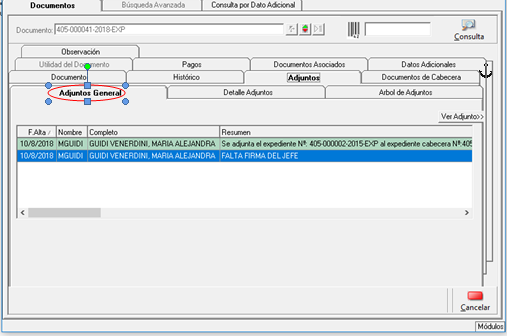 Documentos Búsqueda Avanzada Consulta por Dato Adicional
Documento: 405-000041-2018-EXP
Consulta
Observación
Utilidad del Documento Pagos Documentos Asociados Datos Adicionales
Documento Histórico Adjuntos Documentos de Cabecera
Adjuntos General Detalle Adjuntos Arbol de Adjuntos
Ver Adjunto>>
F.Alta / Nombre Completo Resumen
10/8/2018 MGUIDI GUIDI VENERDINI, MARIA ALEJANDRA Se adjunta el expediente Nº: 405-000002-2015-EXP al expediente cabecera Nº:405
10/8/2018 MGUIDI GUIDI VENERDINI, MARIA ALEJANDRA FALTA FIRMA DEL JEFE
Cancelar
Módulos